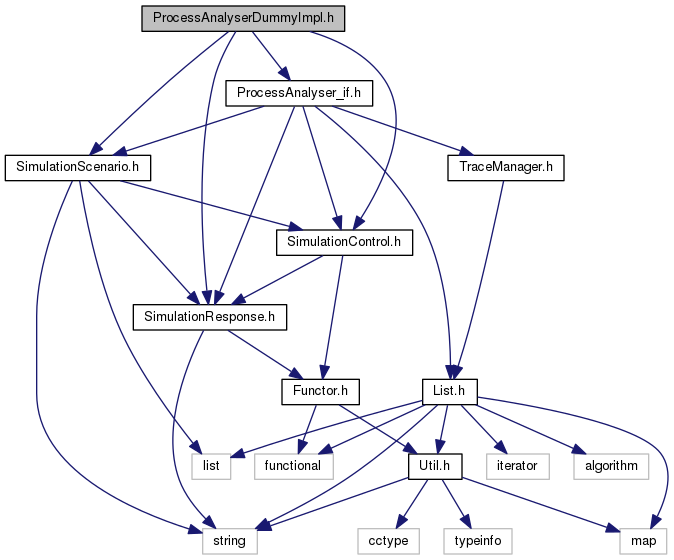 ProcessAnalyserDummyImpl.h
ProcessAnalyser_if.h
SimulationScenario.h
TraceManager.h
SimulationControl.h
SimulationResponse.h
Functor.h
List.h
list
functional
Util.h
iterator
algorithm
string
cctype
typeinfo
map